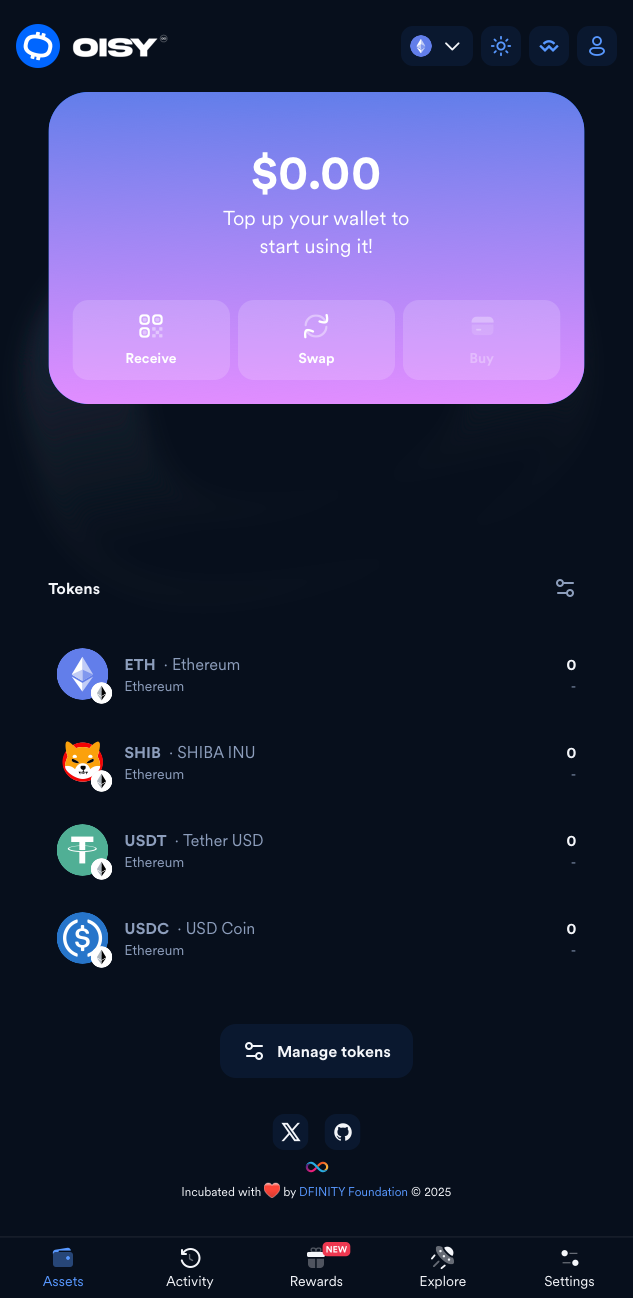 OISY
$0.00
Top up your wallet to
start using it!
Receive
Swap
Buy
Tokens
ETH · Ethereum
0
Ethereum
-
SHIB · SHIBA INU
0
Ethereum
-
USDT · Tether USD
0
Ethereum
-
USDC · USD Coin
0
Ethereum
-
Manage tokens
Incubated with ❤️ by DFINITY Foundation © 2025
NEW
Assets
Activity
Rewards
Explore
Settings